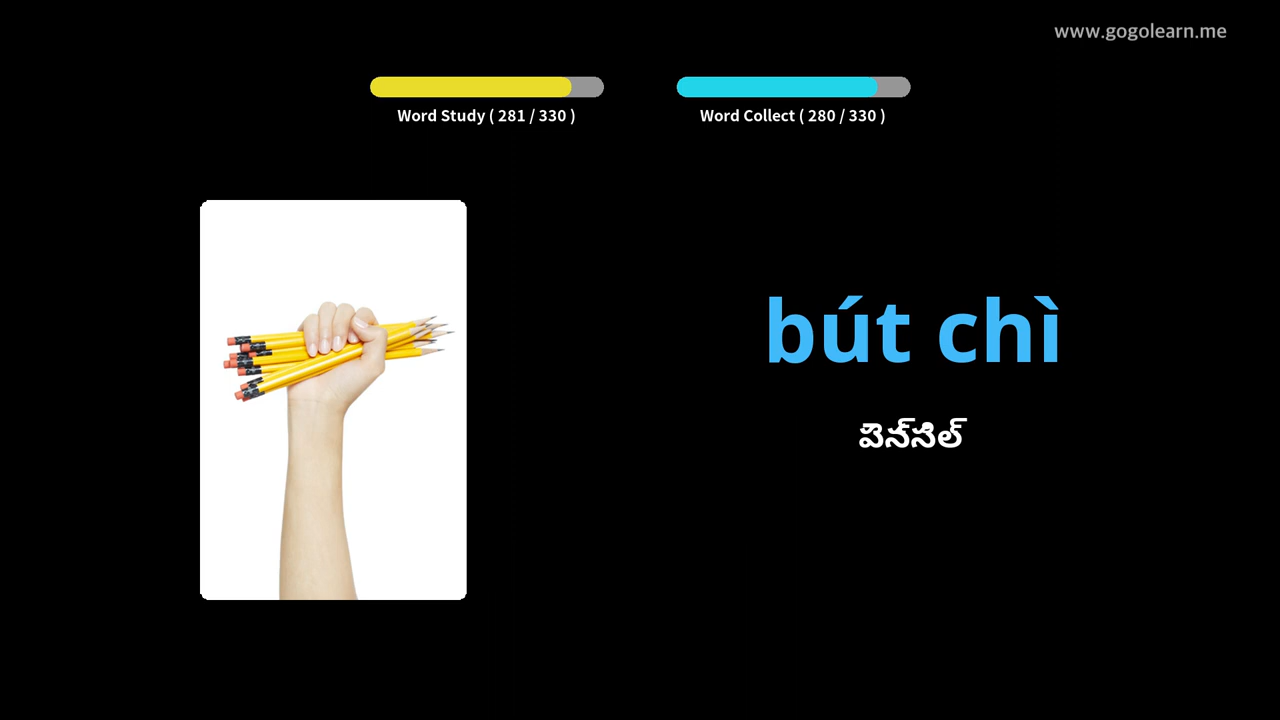 www.gogolearn.me
Word Study ( 281 / 330 )
Word Collect ( 280 / 330 )
bút chì
పెన్‌సిల్